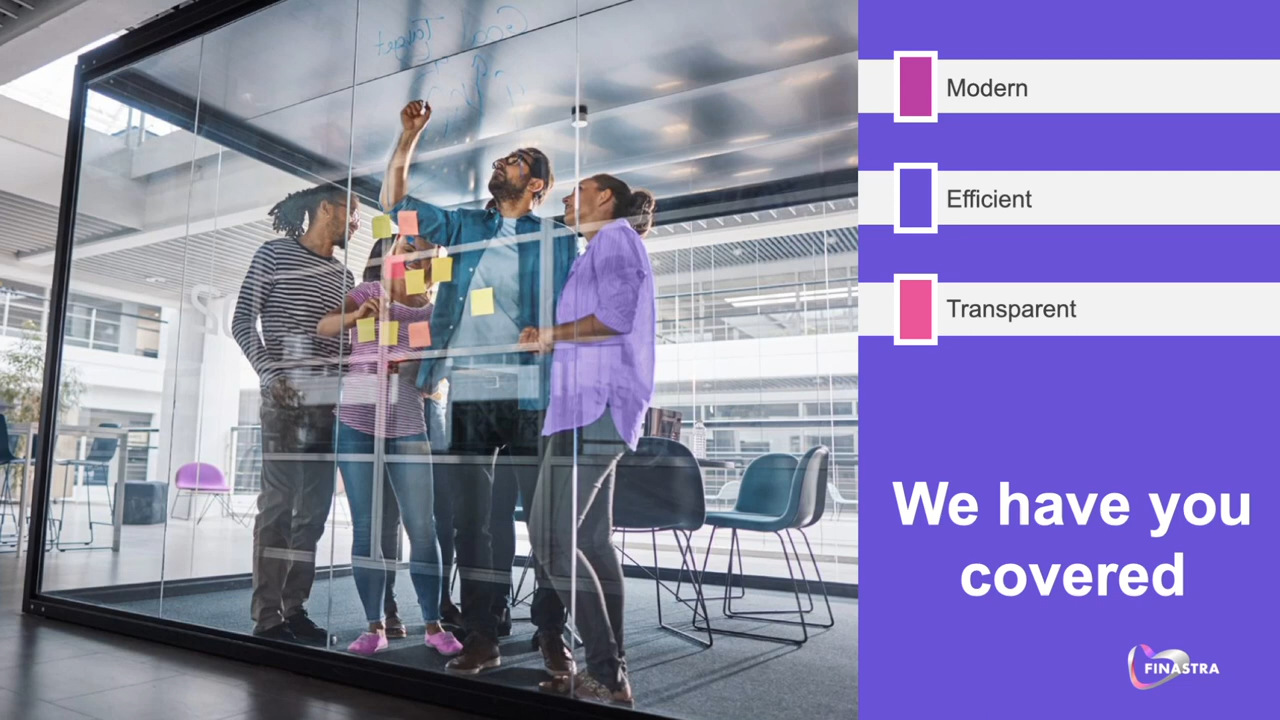 Modern
Efficient
Transparent
We have you
covered
FINASTRA